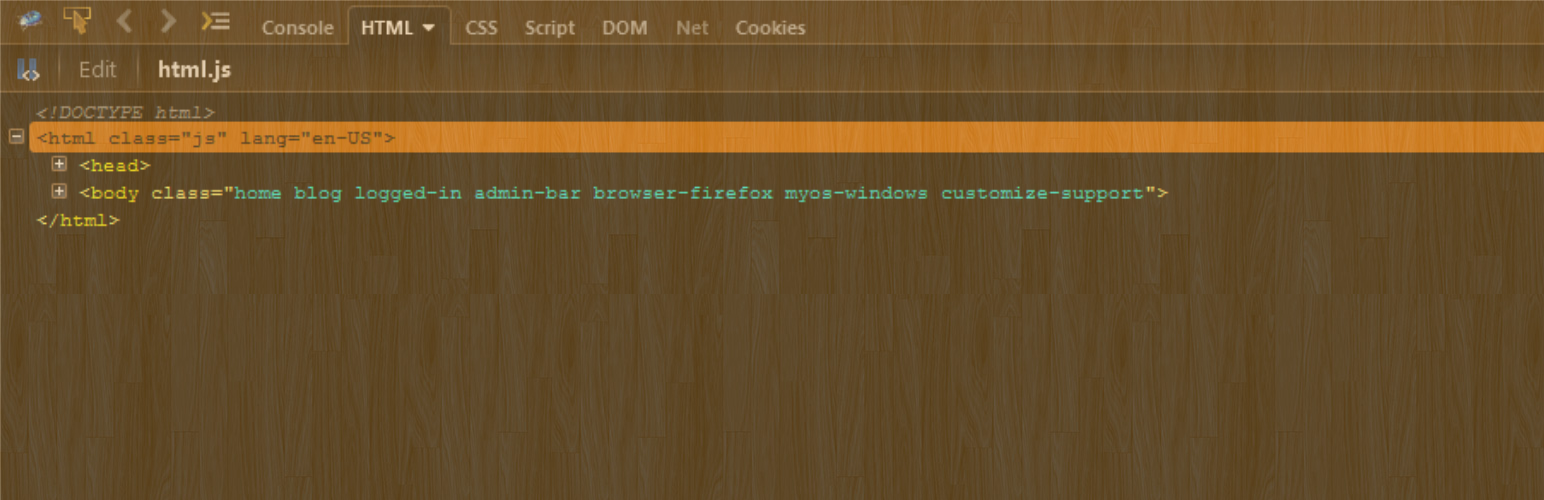 Console HTML CSS Script DOM Net Cookies
Edit html.js
<!DOCTYPE html>
<html class="js" lang="en-US">
<head>
<body class="home blog logged-in admin-bar browser-firefox myos-windows customize-support">
</html>